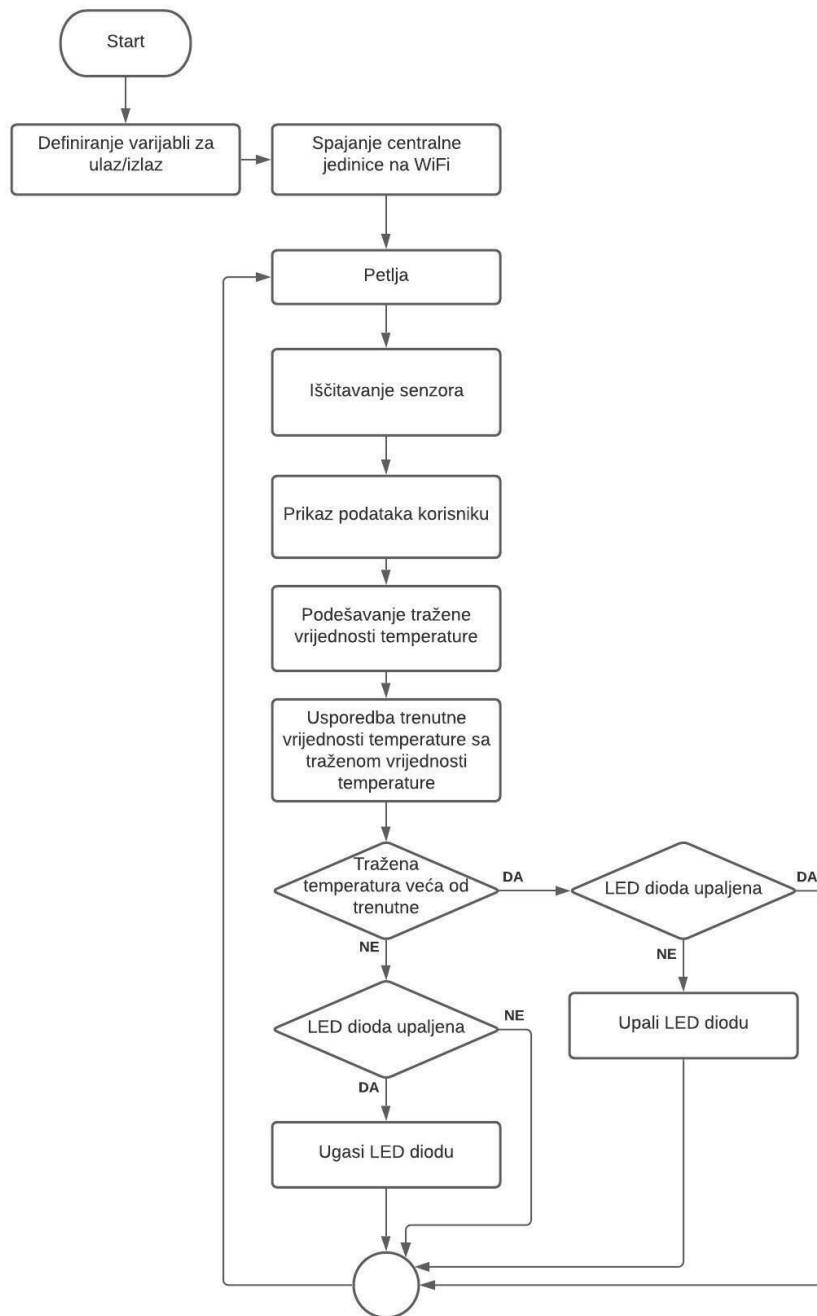 Start
Definiranje varijabli za
ulaz/izlaz
Spajanje centralne
jedinice na WiFi
Petlja
Iščitavanje senzora
Prikaz podataka korisniku
Podešavanje tražene
vrijednosti temperature
Usporedba trenutne
vrijednosti temperature sa
traženom vrijednosti
temperature
Tražena
temperatura veća od
trenutne
DA
LED dioda upaljena
DA
NE
NE
LED dioda upaljena
NE
Upali LED diodu
DA
Ugasi LED diodu